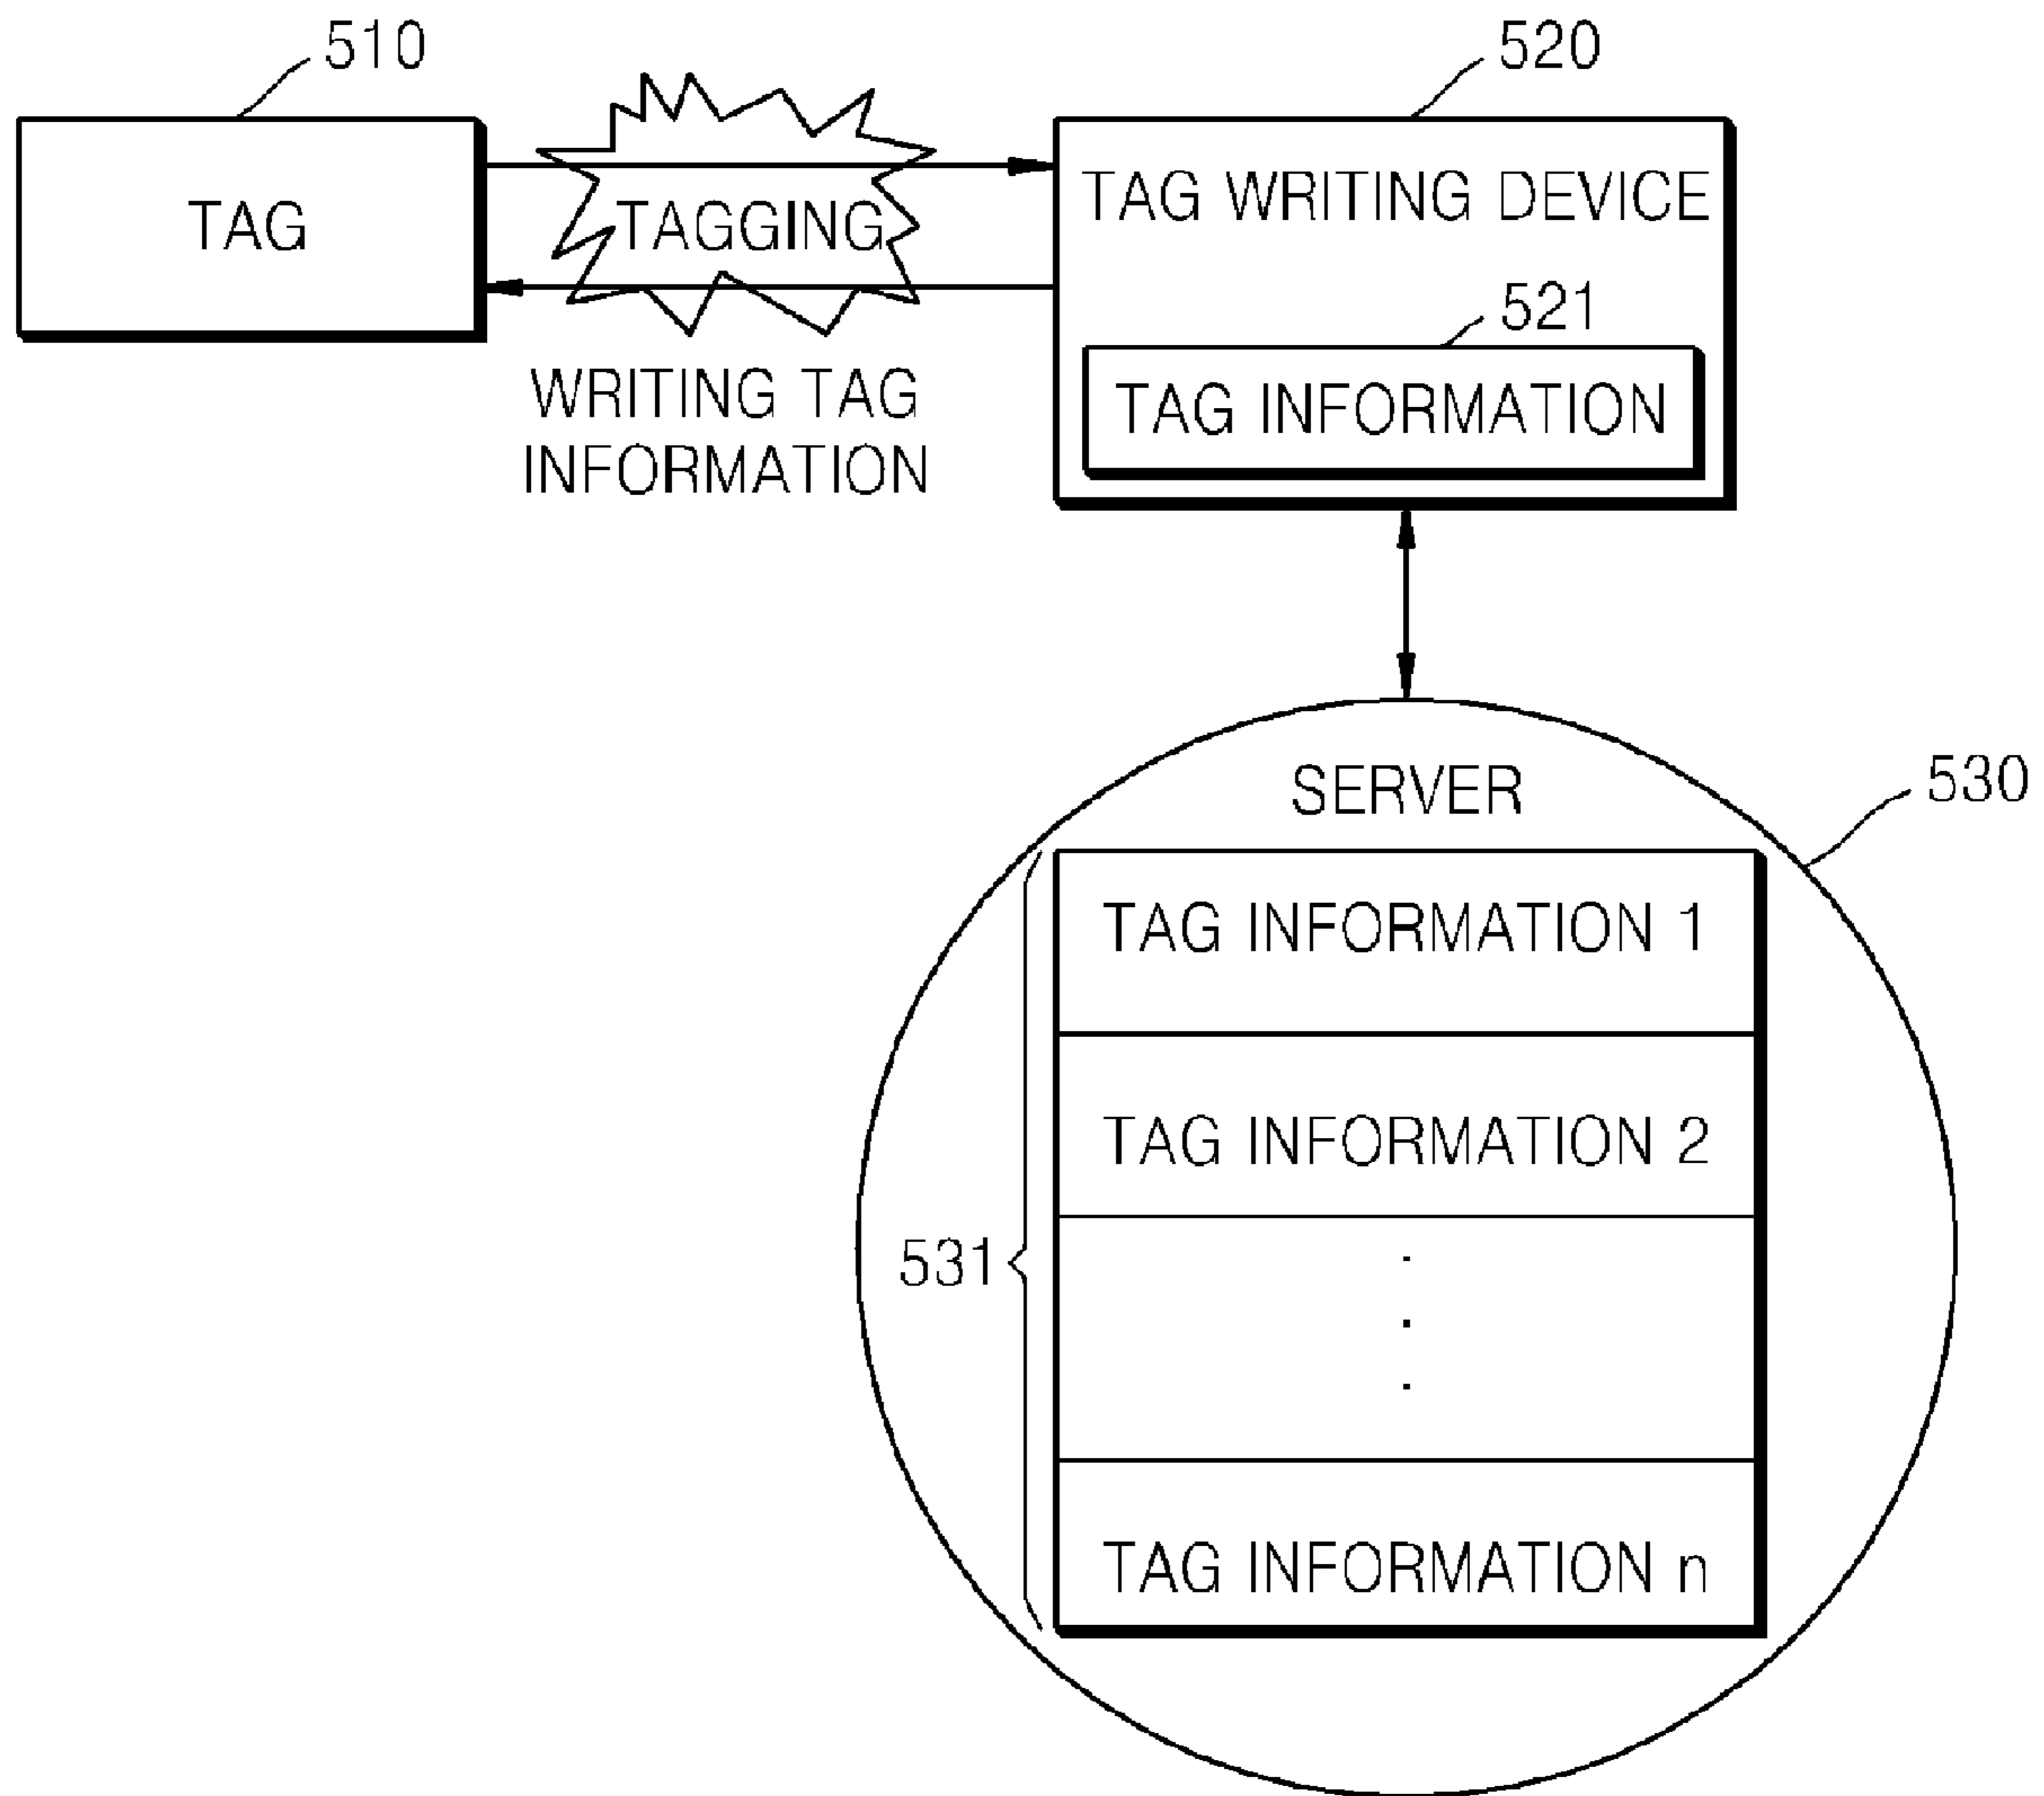 510
520
TAG
TAGGING
TAG WRITING DEVICE
521
TAG INFORMATION
WRITING TAG
INFORMATION
SERVER
530
TAG INFORMATION 1
TAG INFORMATION 2
531
.
.
.
TAG INFORMATION n